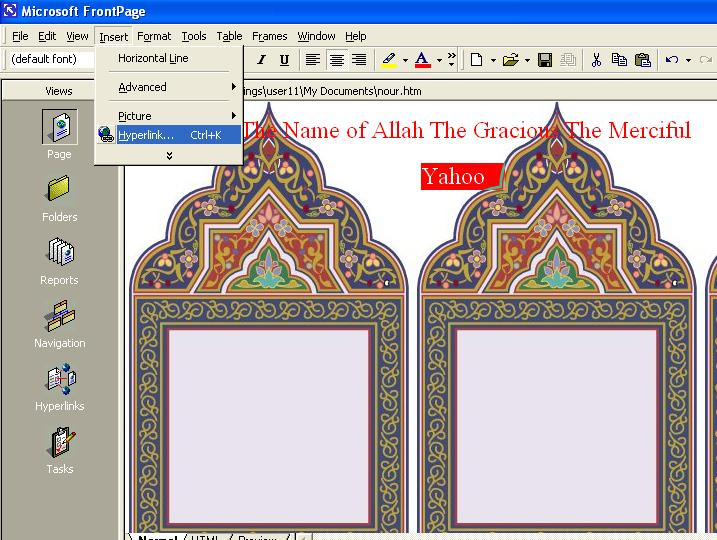 Microsoft FrontPage
File Edit View Insert Format Tools Table Frames Window Help
(default font)
Horizontal Line
Advanced
Picture
Hyperlink... Ctrl+K
Views
ings\user11\My Documents\nour.htm
Page
Folders
Reports
Navigation
Hyperlinks
Tasks
The Name of Allah The Gracious The Merciful
Yahoo
Normal HTML Preview